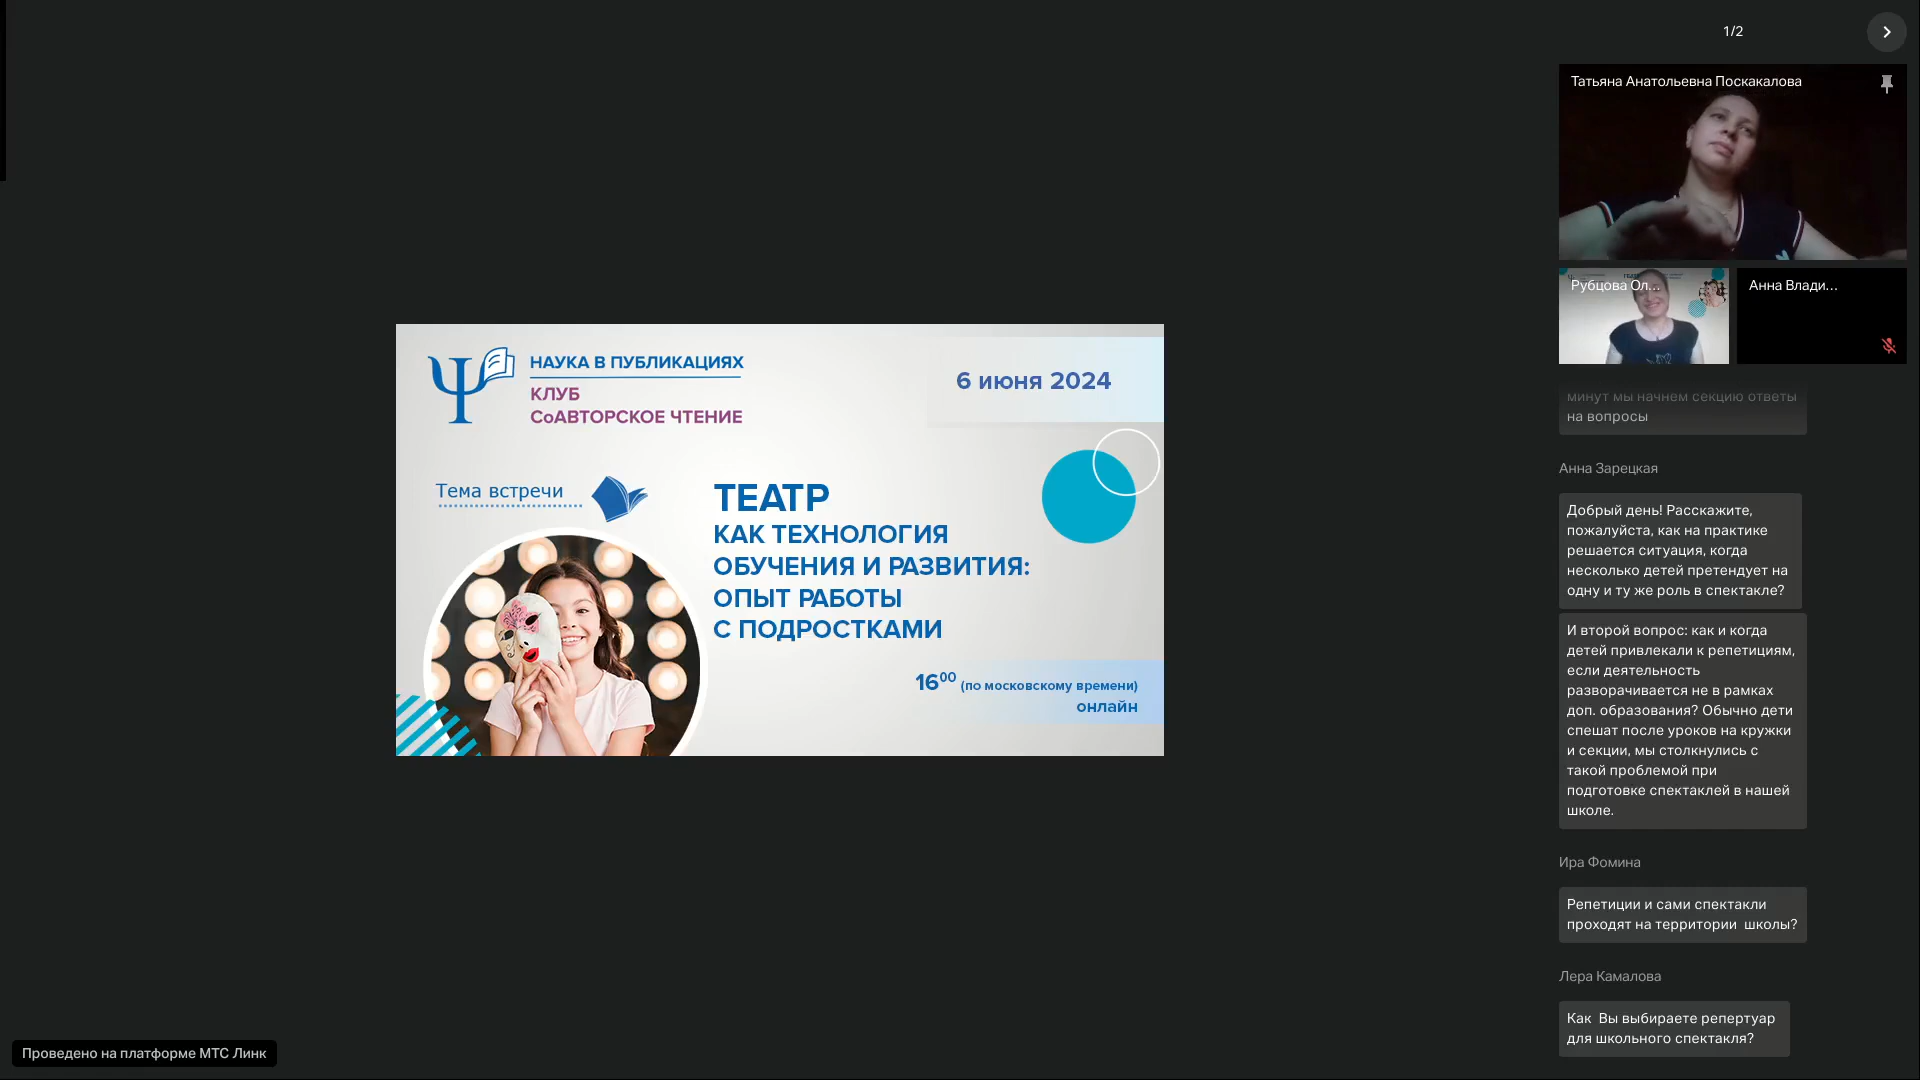 1/2
Татьяна Анатольевна Поскакалова
Рубцова Ол...
Анна Влади...
НАУКА В ПУБЛИКАЦИЯХ
КЛУБ
СоАВТОРСКОЕ ЧТЕНИЕ
6 июня 2024
Тема встречи
ТЕАТР
КАК ТЕХНОЛОГИЯ
ОБУЧЕНИЯ И РАЗВИТИЯ:
ОПЫТ РАБОТЫ
С ПОДРОСТКАМИ
16⁰⁰ (по московскому времени)
онлайн
минут мы начнем секцию ответы
на вопросы
Анна Зарецкая
Добрый день! Расскажите,
пожалуйста, как на практике
решается ситуация, когда
несколько детей претендует на
одну и ту же роль в спектакле?
И второй вопрос: как и когда
детей привлекали к репетициям,
если деятельность
разворачивается не в рамках
доп. образования? Обычно дети
спешат после уроков на кружки
и секции, мы столкнулись с
такой проблемой при
подготовке спектаклей в нашей
школе.
Ира Фомина
Репетиции и сами спектакли
проходят на территории  школы?
Лера Камалова
Как  Вы выбираете репертуар
для школьного спектакля?
Проведено на платформе МТС Линк